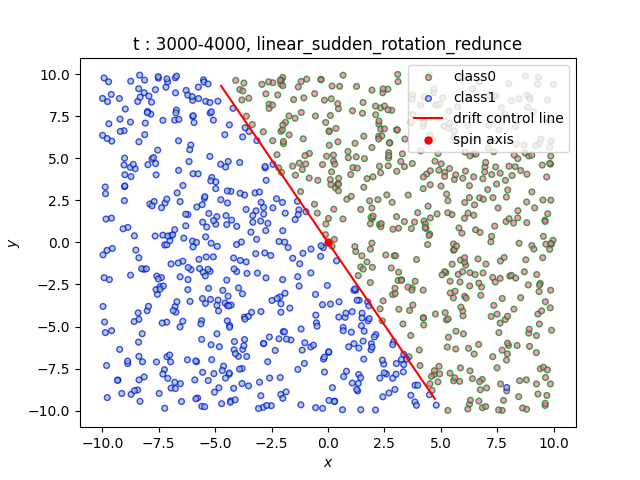 t : 3000-4000, linear_sudden_rotation_redunce
class0
class1
drift control line
spin axis
10.0
7.5
5.0
2.5
0.0
−2.5
−5.0
−7.5
−10.0
y
−10.0 −7.5 −5.0 −2.5 0.0 2.5 5.0 7.5 10.0
x